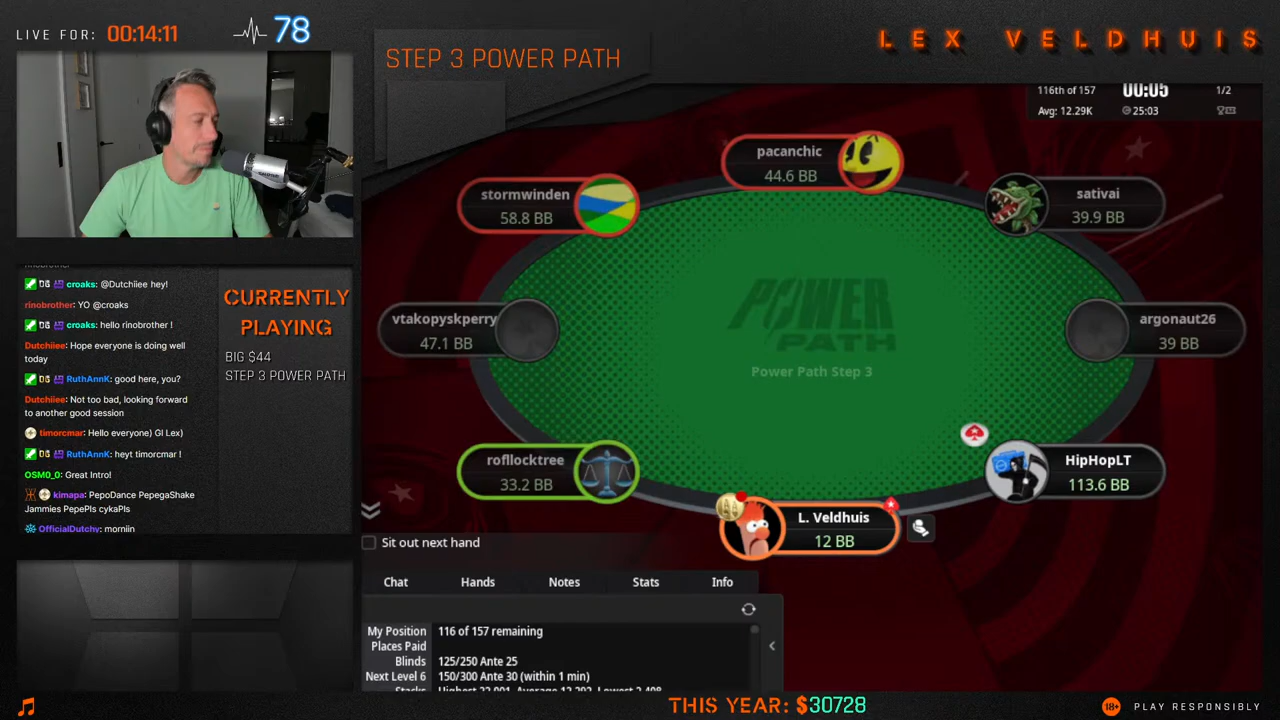 LIVE FOR: 00:14:11
78
LEX VELDHUIS
STEP 3 POWER PATH
116th of 157
00:05
1/2
Avg: 12.29K
25:03
pacanchic
44.6 BB
stormwinden
58.8 BB
sativai
39.9 BB
vtakopyskperry
47.1 BB
argonaut26
39 BB
POWER
PATH
Power Path Step 3
rofllocktree
33.2 BB
HipHopLT
113.6 BB
L. Veldhuis
12 BB
croaks: @Dutchiiee hey!
rinobrother: YO @croaks
croaks: hello rinobrother !
Dutchiiee: Hope everyone is doing well
today
RuthAnnK: good here, you?
Dutchiiee: Not too bad, looking forward
to another good session
timorcmar: Hello everyone) Gl Lex)
RuthAnnK: heyt timorcmar !
OSM0_0: Great Intro!
kimapa: PepoDance PepegaShake
Jammies PepePls cykaPls
OfficialDutchy: morniin
CURRENTLY
PLAYING
BIG $44
STEP 3 POWER PATH
Sit out next hand
Chat
Hands
Notes
Stats
Info
My Position 116 of 157 remaining
Places Paid
Blinds 125/250 Ante 25
Next Level 6 150/300 Ante 30 (within 1 min)
THIS YEAR: $30728
18+ PLAY RESPONSIBLY